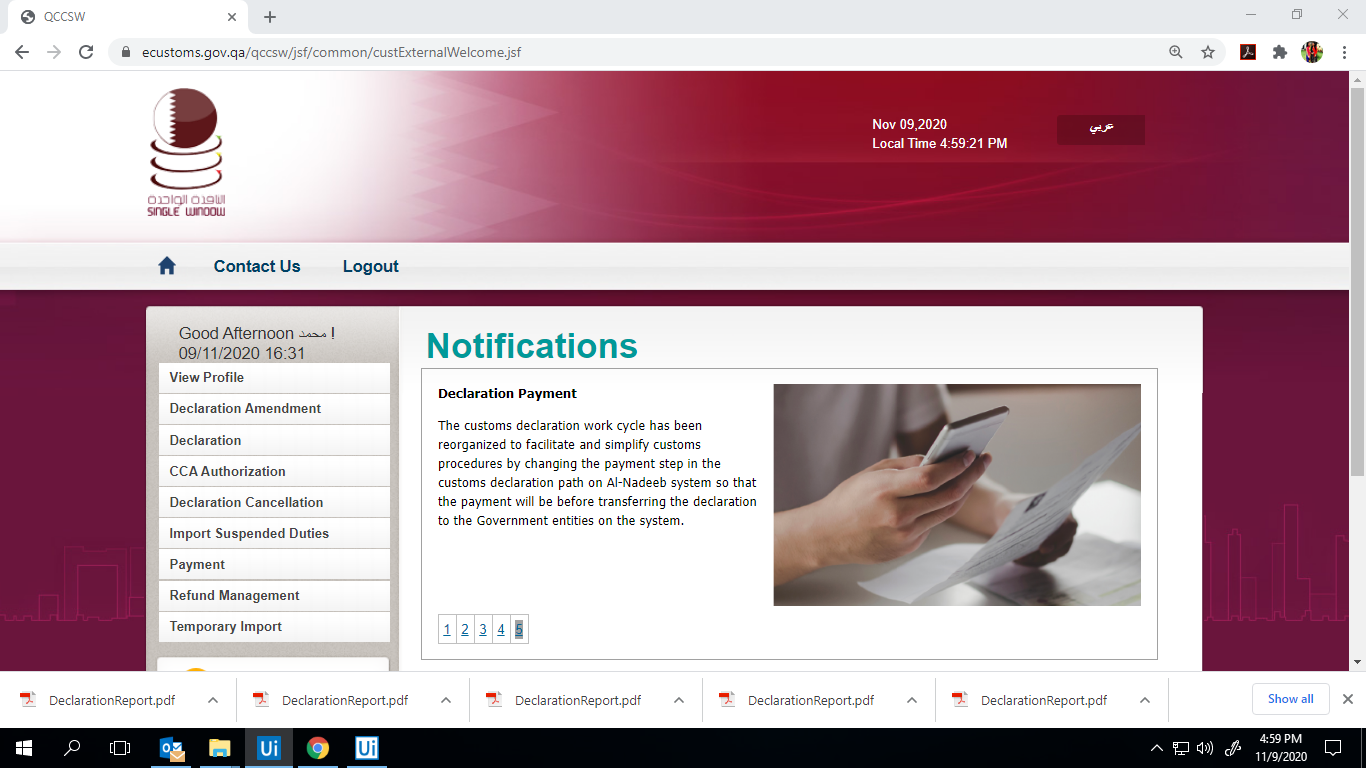 QCCSW
ecustoms.gov.qa/qccsw/jsf/common/custExternalWelcome.jsf
النافذة الواحدة
SINGLE WINDOW
Nov 09,2020
Local Time 4:59:21 PM
عربي
Contact Us
Logout
Good Afternoon محمد !
09/11/2020 16:31
View Profile
Declaration Amendment
Declaration
CCA Authorization
Declaration Cancellation
Import Suspended Duties
Payment
Refund Management
Temporary Import
Notifications
Declaration Payment
The customs declaration work cycle has been
reorganized to facilitate and simplify customs
procedures by changing the payment step in the
customs declaration path on Al-Nadeeb system so that
the payment will be before transferring the declaration
to the Government entities on the system.
1 2 3 4 5
DeclarationReport.pdf DeclarationReport.pdf DeclarationReport.pdf DeclarationReport.pdf DeclarationReport.pdf Show all
Ui Ui
4:59 PM
11/9/2020